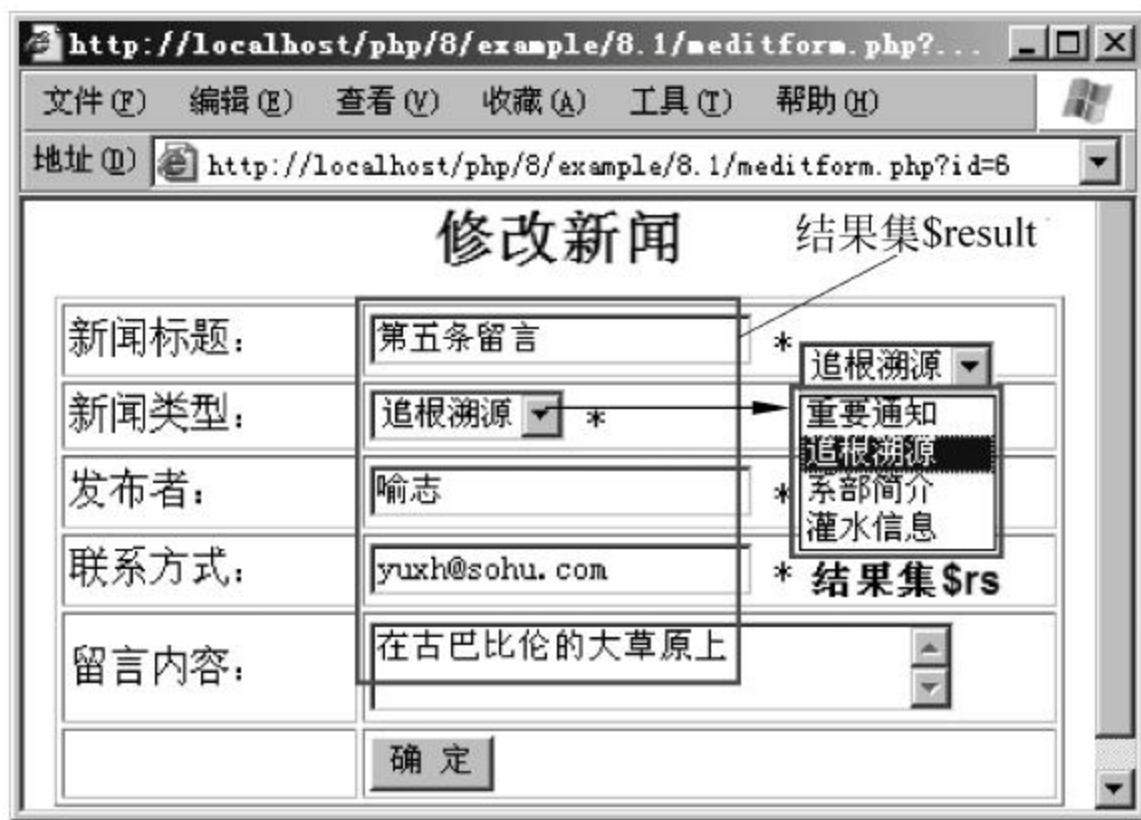 http://localhost/php/8/example/8.1/meditform.php?...
文件(F) 编辑(E) 查看(V) 收藏(A) 工具(T) 帮助(H)
地址(D) http://localhost/php/8/example/8.1/meditform.php?id=6
修改新闻 结果集$result
新闻标题: 第五条留言 *
追根溯源
新闻类型: 追根溯源 * 重要通知
追根溯源
发布者: 喻志 * 系部简介
灌水信息
联系方式: yuxh@sohu.com * 结果集$rs
留言内容: 在古巴比伦的大草原上
确 定